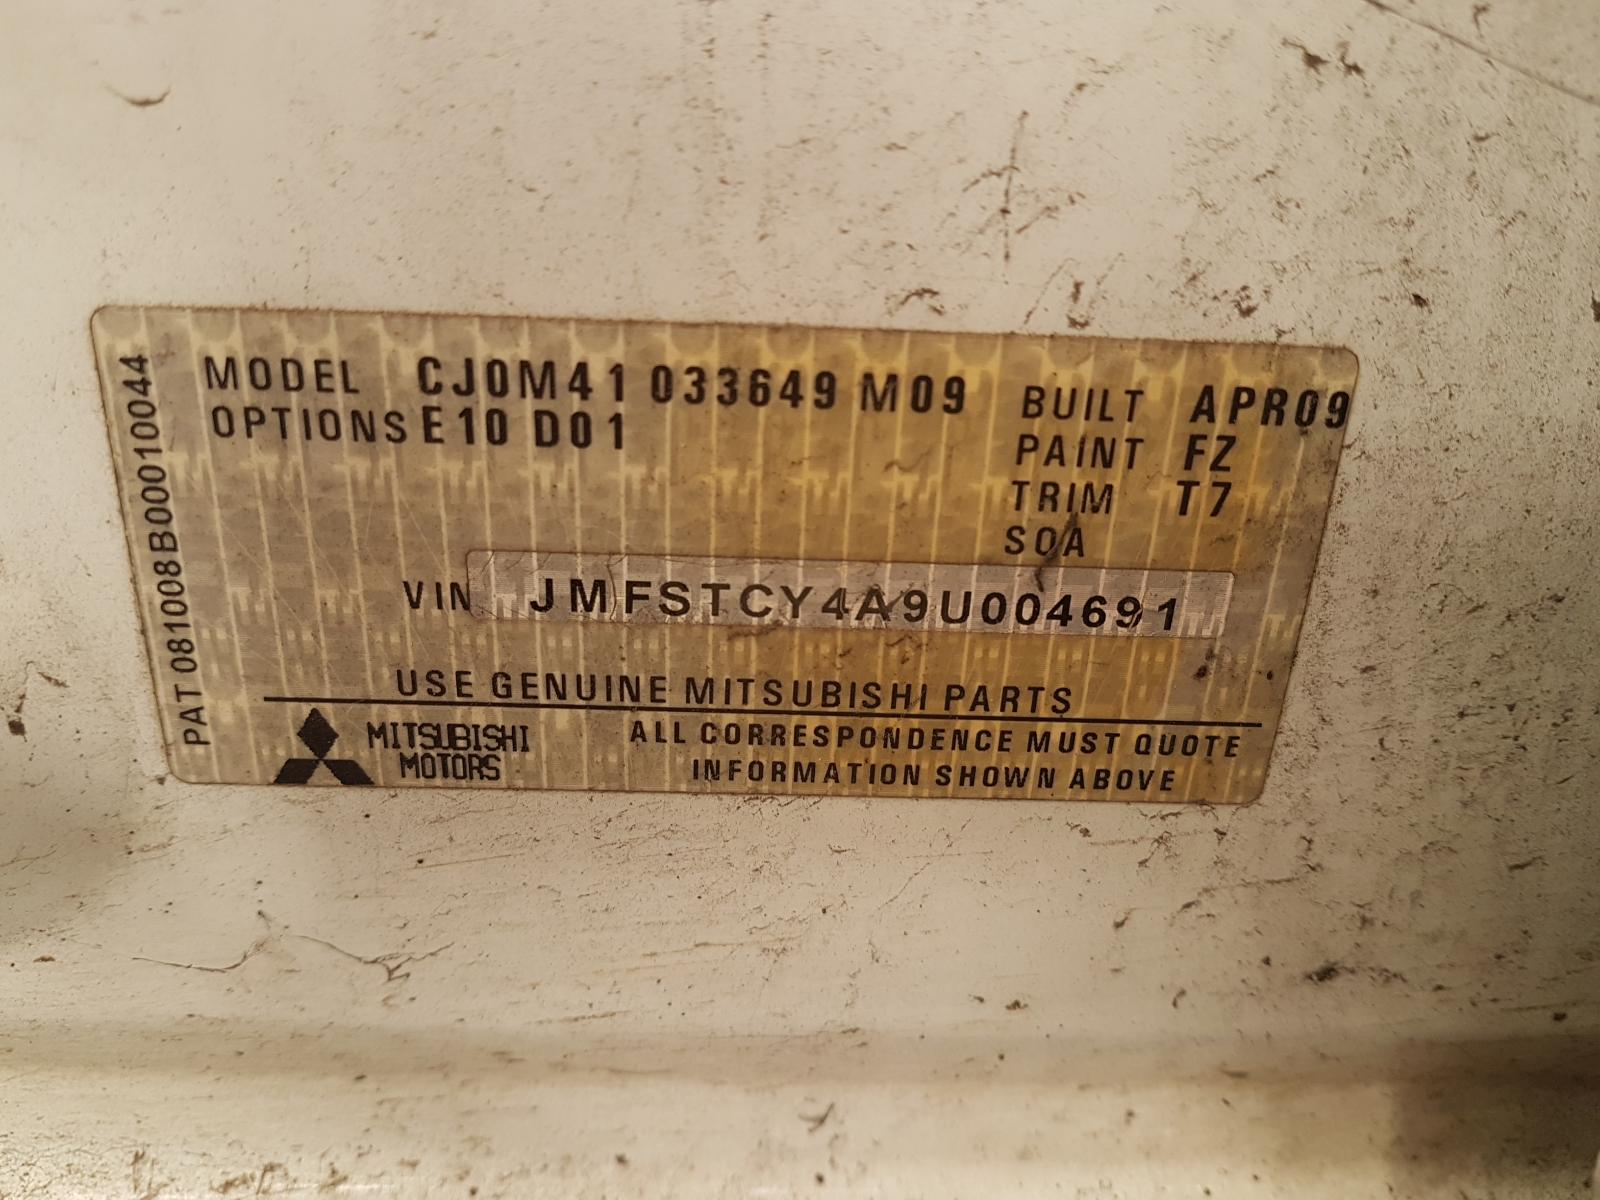 PAT 081008B000010044
MODEL CJ0M41 033649 M09
OPTIONS E10 D01
BUILT APR09
PAINT FZ
TRIM T7
SOA
VIN JMFSTCY4A9U004691
USE GENUINE MITSUBISHI PARTS
MITSUBISHI
MOTORS
ALL CORRESPONDENCE MUST QUOTE
INFORMATION SHOWN ABOVE